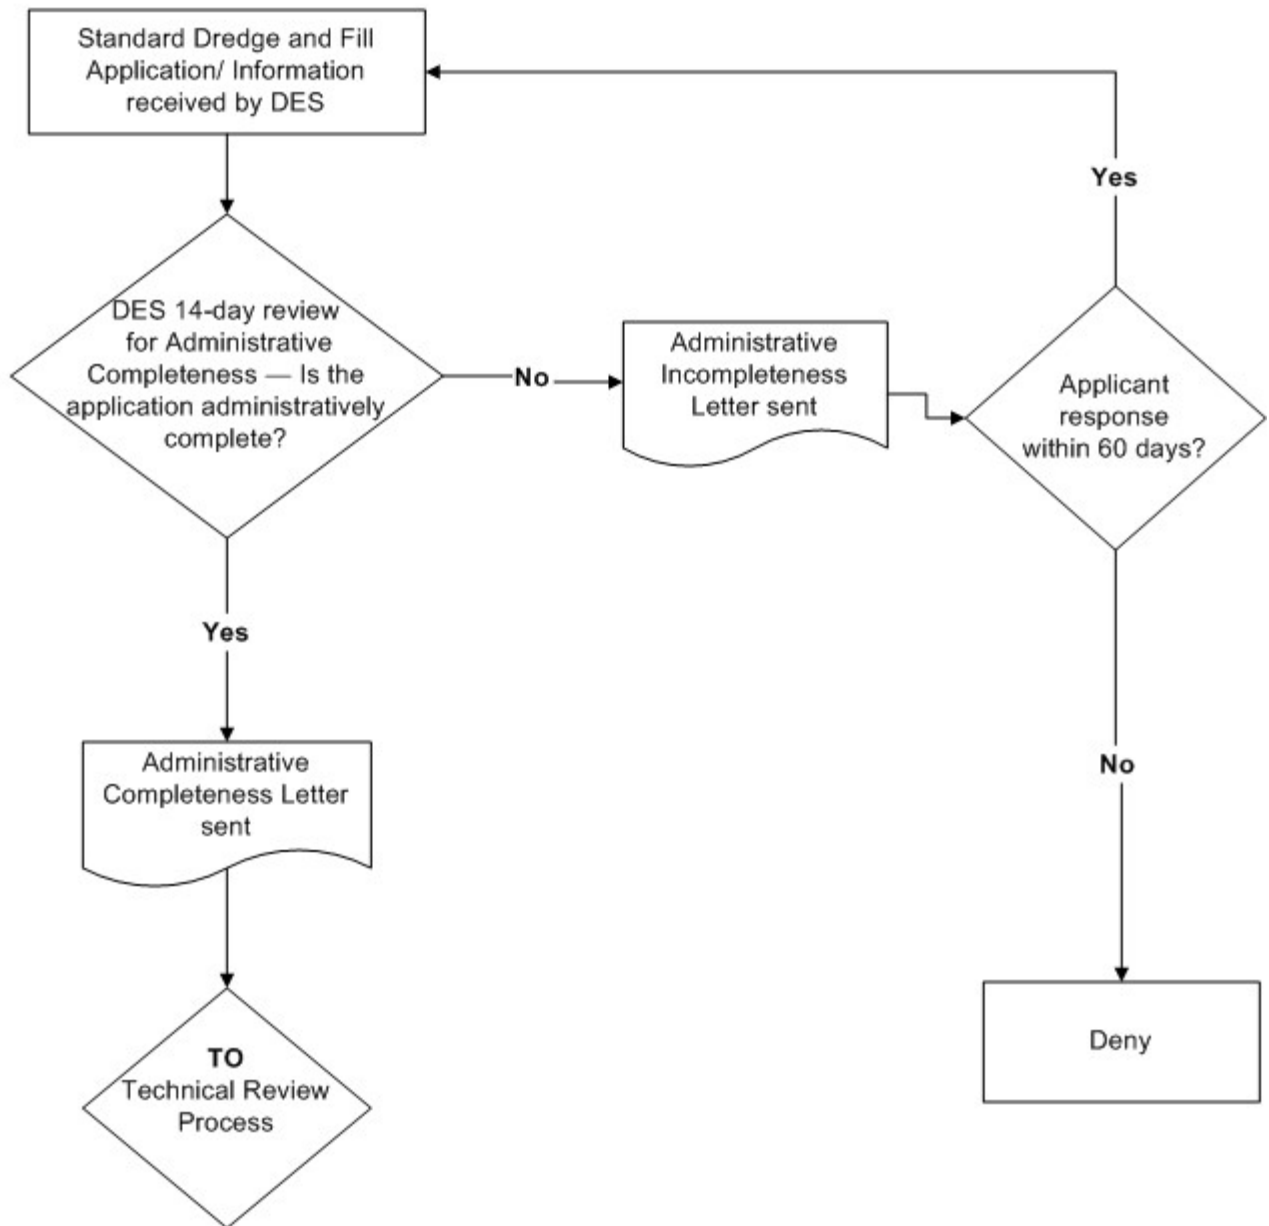 Standard Dredge and Fill
Application/ Information
received by DES
Yes
DES 14-day review
for Administrative
Completeness — Is the
application administratively
complete?
No
Administrative
Incompleteness
Letter sent
Applicant
response
within 60 days?
Yes
No
Administrative
Completeness Letter
sent
Deny
TO
Technical Review
Process